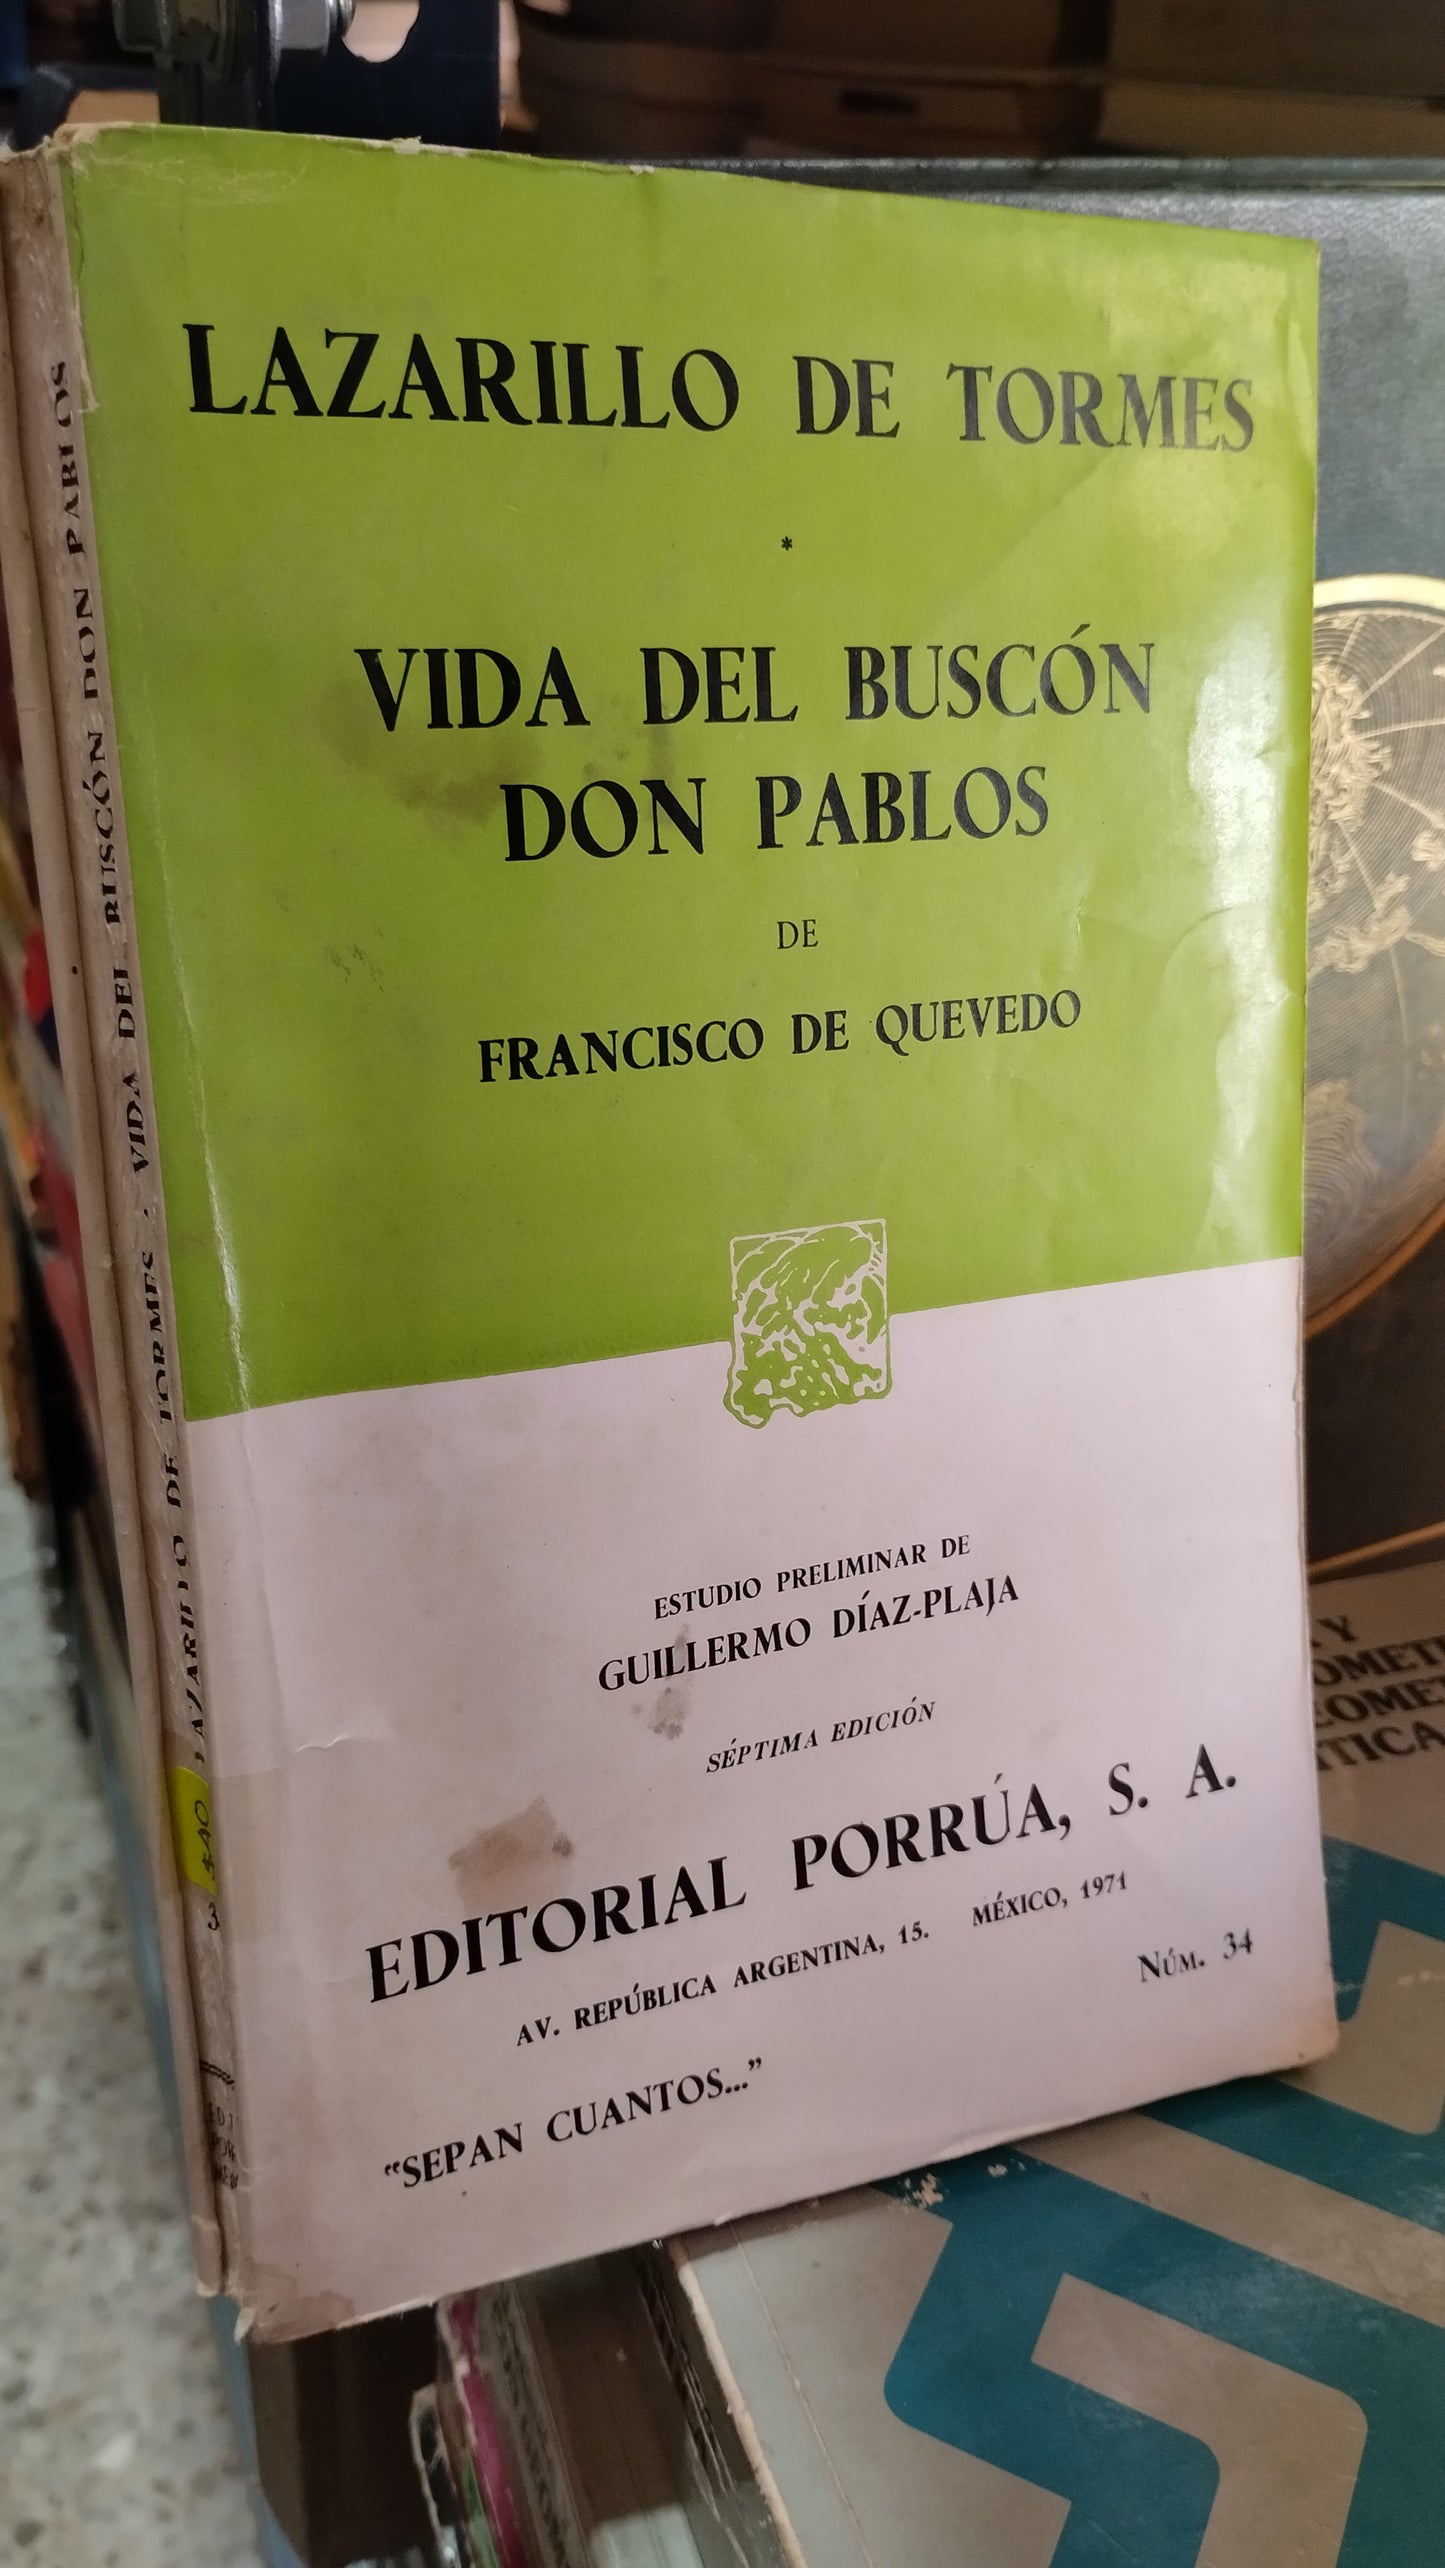 LAZARILLO DE TORMES
*
VIDA DEL BUSCÓN
DON PABLOS
DE
FRANCISCO DE QUEVEDO
ESTUDIO PRELIMINAR DE
GUILLERMO DÍAZ-PLAJA
SÉPTIMA EDICIÓN
EDITORIAL PORRÚA, S. A.
AV. REPÚBLICA ARGENTINA, 15. MÉXICO, 1971
NÚM. 34
“SEPAN CUANTOS...”
LAZARILLO DE TORMES . VIDA DEL BUSCÓN DON PABLOS
$40
3